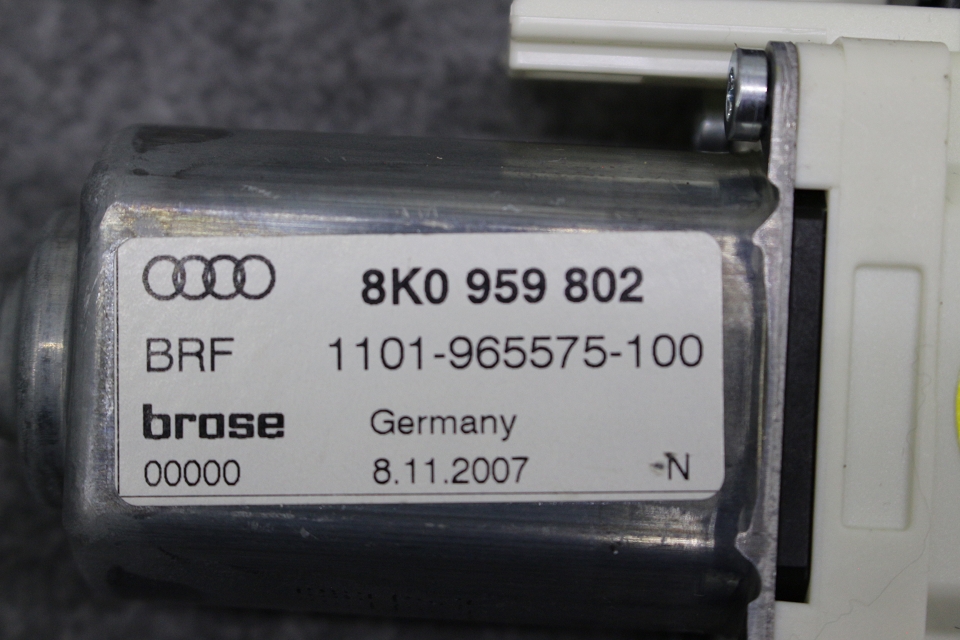 8K0 959 802
BRF 1101-965575-100
brose Germany
00000 8.11.2007 N